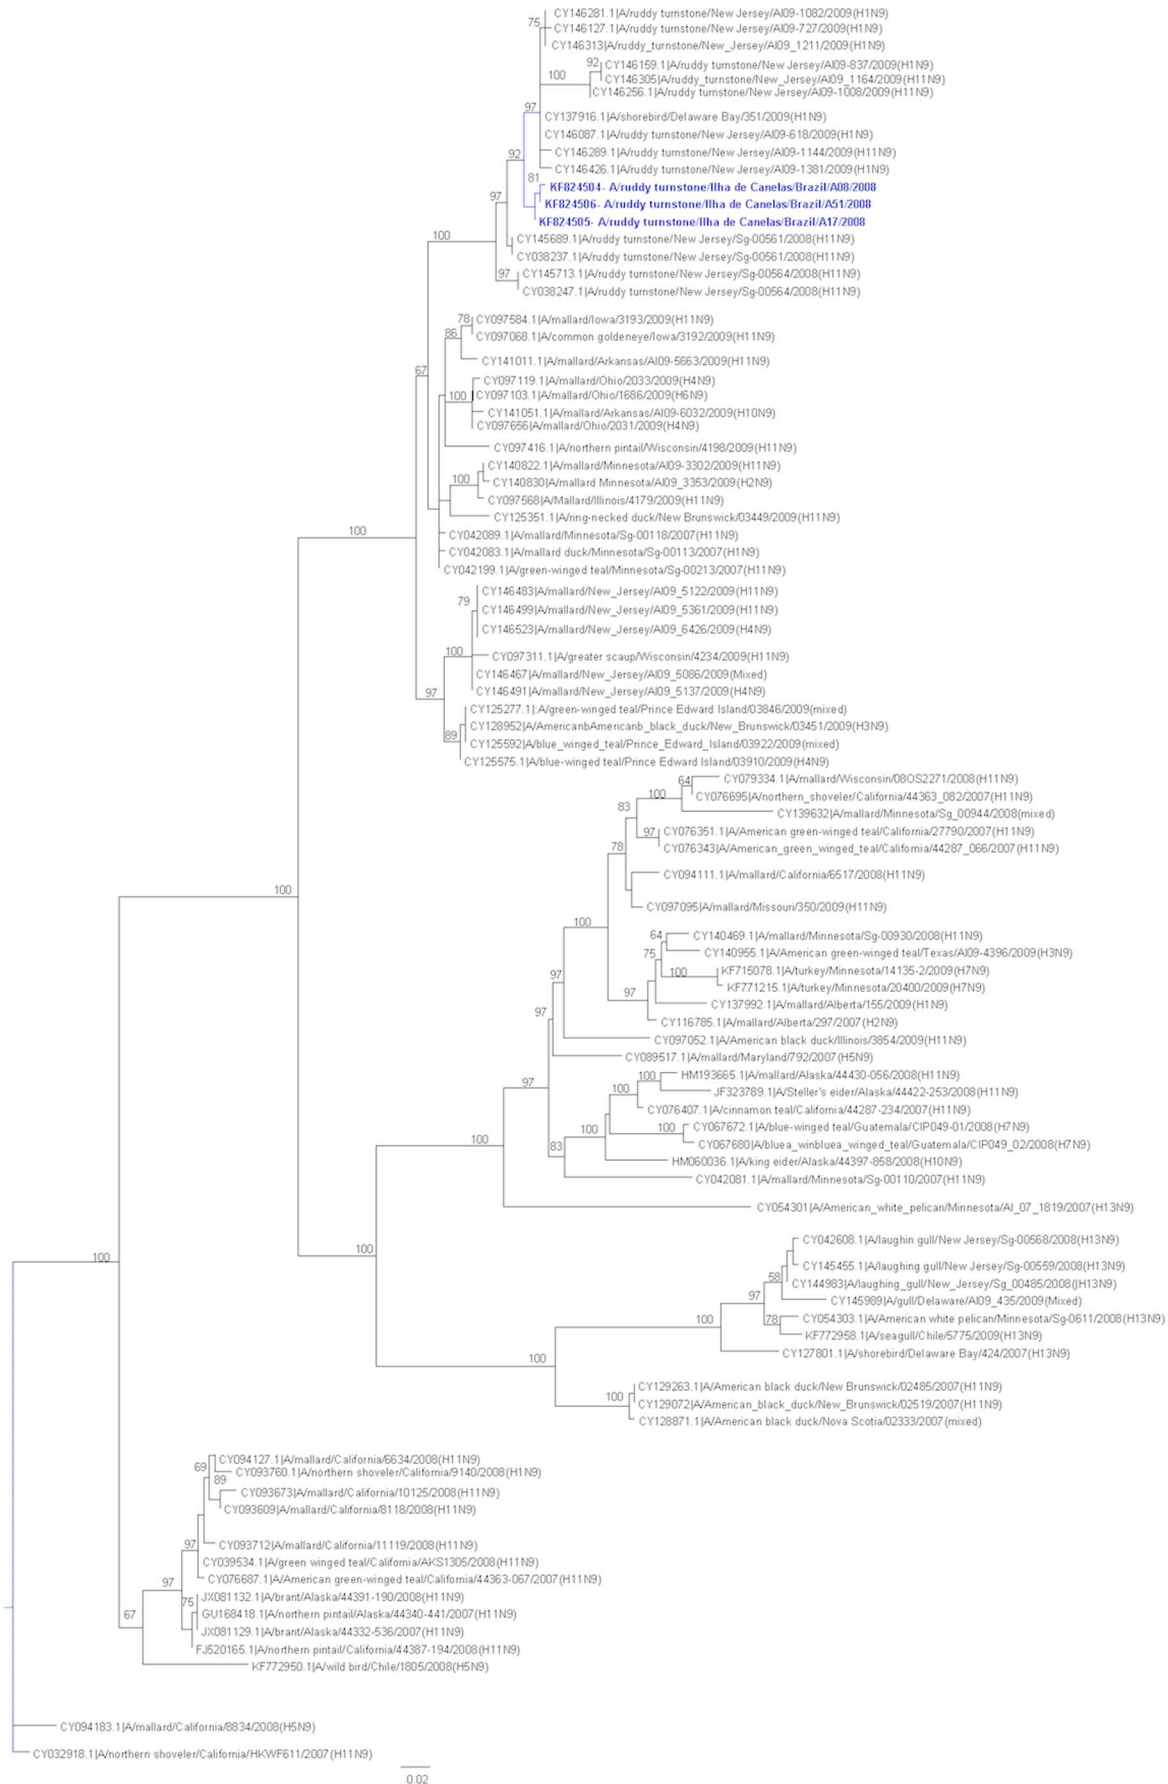 CY146281.1|A/ruddy turnstone/New Jersey/AI09-1082/2009(H1N9)
75
CY146127.1|A/ruddy turnstone/New Jersey/AI09-727/2009(H1N9)
CY146313|A/ruddy_turnstone/New_Jersey/AI09_1211/2009(H1N9)
92
CY146159.1|A/ruddy turnstone/New Jersey/AI09-837/2009(H1N9)
100
CY146305|A/ruddy_turnstone/New_Jersey/AI09_1164/2009(H11N9)
CY146256.1|A/ruddy turnstone/New Jersey/AI09-1008/2009(H11N9)
97
CY137916.1|A/shorebird/Delaware Bay/351/2009(H1N9)
CY146087.1|A/ruddy turnstone/New Jersey/AI09-618/2009(H1N9)
92
CY146289.1|A/ruddy turnstone/New Jersey/AI09-1144/2009(H11N9)
CY146426.1|A/ruddy turnstone/New Jersey/AI09-1381/2009(H1N9)
81
KF824504- A/ruddy turnstone/Ilha de Canelas/Brazil/A08/2008
97
KF824506- A/ruddy turnstone/Ilha de Canelas/Brazil/A51/2008
KF824505- A/ruddy turnstone/Ilha de Canelas/Brazil/A17/2008
100
CY145689.1|A/ruddy turnstone/New Jersey/Sg-00561/2008(H11N9)
CY038237.1|A/ruddy turnstone/New Jersey/Sg-00561/2008(H11N9)
97
CY145713.1|A/ruddy turnstone/New Jersey/Sg-00564/2008(H11N9)
CY038247.1|A/ruddy turnstone/New Jersey/Sg-00564/2008(H11N9)
78
CY097584.1|A/mallard/Iowa/3193/2009(H11N9)
86
CY097068.1|A/common goldeneye/Iowa/3192/2009(H11N9)
CY141011.1|A/mallard/Arkansas/AI09-5663/2009(H11N9)
67
CY097119.1|A/mallard/Ohio/2033/2009(H4N9)
100
CY097103.1|A/mallard/Ohio/1686/2009(H6N9)
CY141051.1|A/mallard/Arkansas/AI09-6032/2009(H10N9)
CY097656|A/mallard/Ohio/2031/2009(H4N9)
CY097416.1|A/northern pintail/Wisconsin/4198/2009(H11N9)
CY140822.1|A/mallard/Minnesota/AI09-3302/2009(H11N9)
100
CY140830|A/mallard Minnesota/AI09_3353/2009(H2N9)
CY097568|A/Mallard/Illinois/4179/2009(H11N9)
CY125351.1|A/ring-necked duck/New Brunswick/03449/2009(H11N9)
100
CY042089.1|A/mallard/Minnesota/Sg-00118/2007(H11N9)
CY042083.1|A/mallard duck/Minnesota/Sg-00113/2007(H1N9)
CY042199.1|A/green-winged teal/Minnesota/Sg-00213/2007(H11N9)
CY146483|A/mallard/New_Jersey/AI09_5122/2009(H11N9)
79
CY146499|A/mallard/New_Jersey/AI09_5361/2009(H11N9)
CY146523|A/mallard/New_Jersey/AI09_6426/2009(H4N9)
100
CY097311.1|A/greater scaup/Wisconsin/4234/2009(H11N9)
CY146467|A/mallard/New_Jersey/AI09_5086/2009(Mixed)
97
CY146491|A/mallard/New_Jersey/AI09_5137/2009(H4N9)
CY125277.1|:A/green-winged teal/Prince Edward Island/03846/2009(mixed)
CY128952|A/AmericanbAmericanb_black_duck/New_Brunswick/03451/2009(H3N9)
89
CY125592|A/blue_winged_teal/Prince_Edward_Island/03922/2009(mixed)
CY125575.1|A/blue-winged teal/Prince Edward Island/03910/2009(H4N9)
64
CY079334.1|A/mallard/Wisconsin/08OS2271/2008(H11N9)
100
CY076695|A/northern_shoveler/California/44363_082/2007(H11N9)
83
CY139632|A/mallard/Minnesota/Sg_00944/2008(mixed)
97
CY076351.1|A/American green-winged teal/California/27790/2007(H11N9)
78
CY076343|A/American_green_winged_teal/California/44287_066/2007(H11N9)
CY094111.1|A/mallard/California/6517/2008(H11N9)
100
CY097095|A/mallard/Missouri/350/2009(H11N9)
64
CY140469.1|A/mallard/Minnesota/Sg-00930/2008(H11N9)
75
CY140955.1|A/American green-winged teal/Texas/AI09-4396/2009(H3N9)
97
100
KF715078.1|A/turkey/Minnesota/14135-2/2009(H7N9)
KF771215.1|A/turkey/Minnesota/20400/2009(H7N9)
97
CY137992.1|A/mallard/Alberta/155/2009(H1N9)
97
CY116785.1|A/mallard/Alberta/297/2007(H2N9)
CY097052.1|A/American black duck/Illinois/3854/2009(H11N9)
CY089517.1|A/mallard/Maryland/792/2007(H5N9)
97
100
HM193665.1|A/mallard/Alaska/44430-056/2008(H11N9)
100
JF323789.1|A/Steller's eider/Alaska/44422-253/2008(H11N9)
CY076407.1|A/cinnamon teal/California/44287-234/2007(H11N9)
100
100
CY067672.1|A/blue-winged teal/Guatemala/CIP049-01/2008(H7N9)
100
83
CY067680|A/bluea_winbluea_winged_teal/Guatemala/CIP049_02/2008(H7N9)
HM060036.1|A/king eider/Alaska/44397-858/2008(H10N9)
CY042081.1|A/mallard/Minnesota/Sg-00110/2007(H11N9)
CY054301|A/American_white_pelican/Minnesota/AI_07_1819/2007(H13N9)
100
100
CY042608.1|A/laughin gull/New Jersey/Sg-00568/2008(H13N9)
100
CY145455.1|A/laughing gull/New Jersey/Sg-00559/2008(H13N9)
58
CY144983|A/laughing_gull/New_Jersey/Sg_00485/2008(|H13N9)
97
CY145989|A/gull/Delaware/AI09_435/2009(Mixed)
100
78
CY054303.1|A/American white pelican/Minnesota/Sg-0611/2008(H13N9)
KF772958.1|A/seagull/Chile/5775/2009(H13N9)
100
CY127801.1|A/shorebird/Delaware Bay/424/2007(H13N9)
CY129263.1|A/American black duck/New Brunswick/02485/2007(H11N9)
100
CY129072|A/American_black_duck/New_Brunswick/02519/2007(H11N9)
CY128871.1|A/American black duck/Nova Scotia/02333/2007(mixed)
CY094127.1|A/mallard/California/6634/2008(H11N9)
69
CY093760.1|A/northern shoveler/California/9140/2008(H1N9)
89
CY093673|A/mallard/California/10125/2008(H11N9)
CY093609|A/mallard/California/8118/2008(H11N9)
97
CY093712|A/mallard/California/11119/2008(H11N9)
CY039534.1|A/green winged teal/California/AKS1305/2008(H11N9)
97
CY076687.1|A/American green-winged teal/California/44363-067/2007(H11N9)
75
JX081132.1|A/brant/Alaska/44391-190/2008(H11N9)
67
GU168418.1|A/northern pintail/Alaska/44340-441/2007(H11N9)
JX081129.1|A/brant/Alaska/44332-536/2007(H11N9)
FJ520165.1|A/northern pintail/California/44387-194/2008(H11N9)
KF772950.1|A/wild bird/Chile/1805/2008(H5N9)
CY094183.1|A/mallard/California/8834/2008(H5N9)
CY032918.1|A/northern shoveler/California/HKWF611/2007(H11N9)
0.02